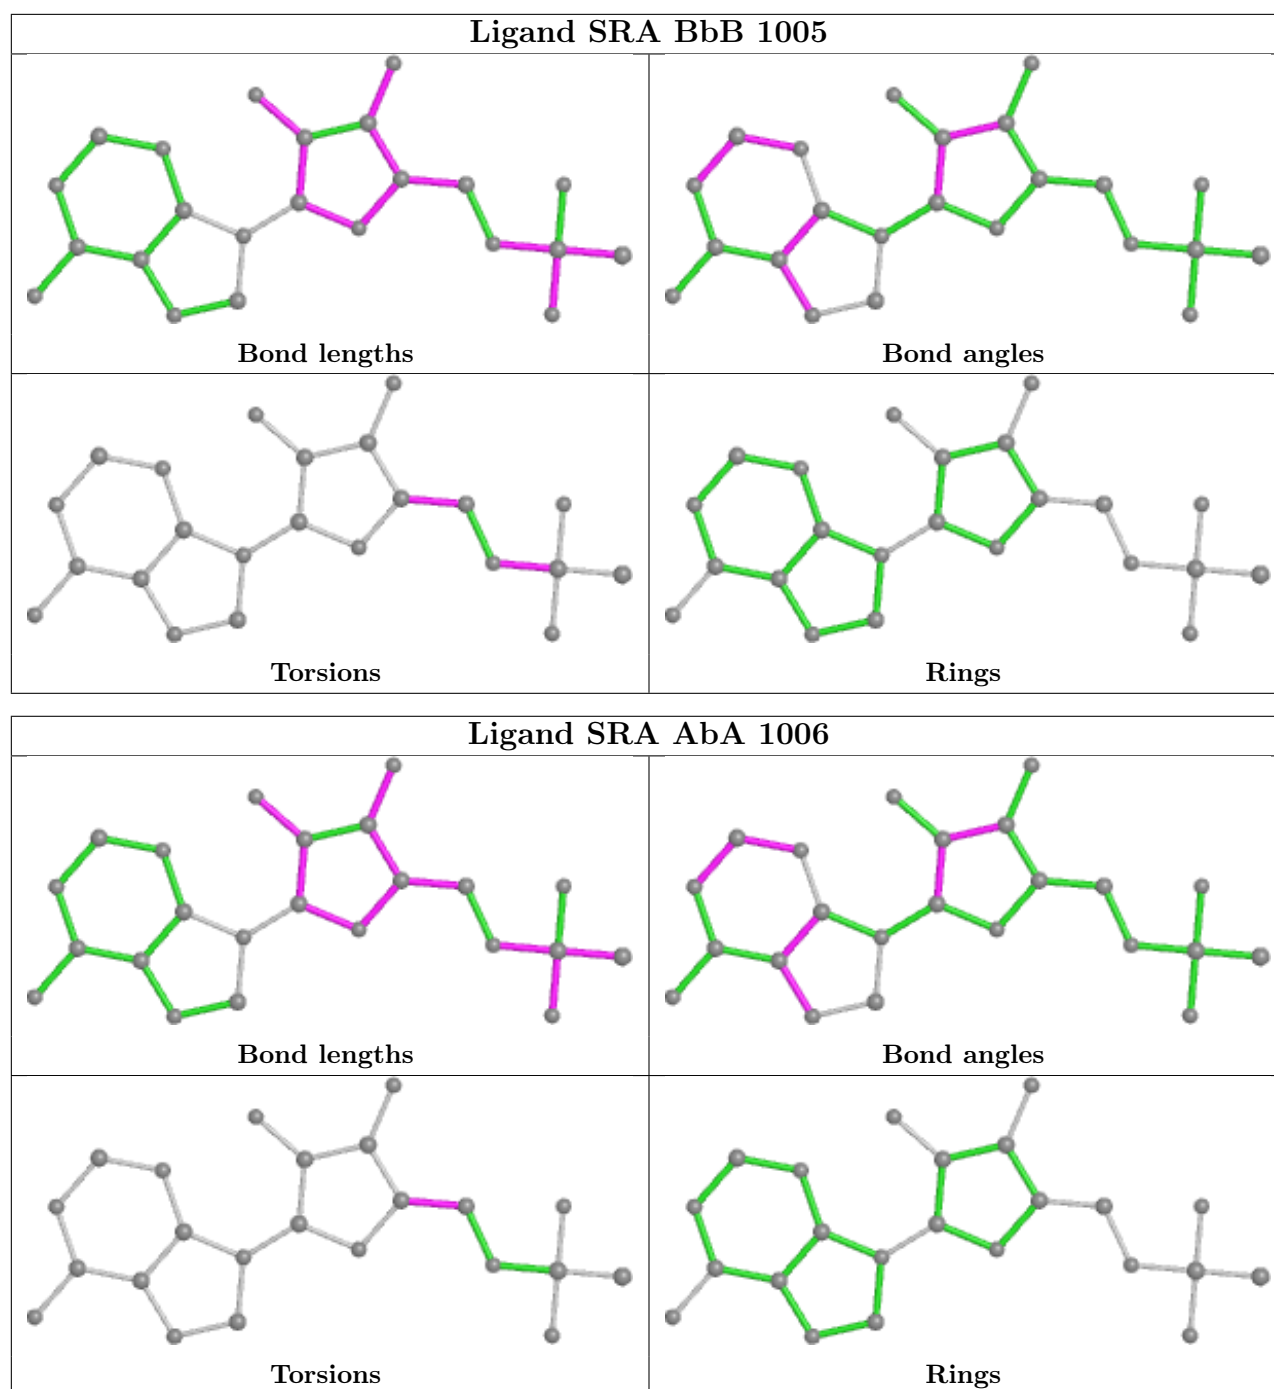 Ligand SRA BbB 1005
Bond lengths
Bond angles
Torsions
Rings
Ligand SRA AbA 1006
Bond lengths
Bond angles
Torsions
Rings